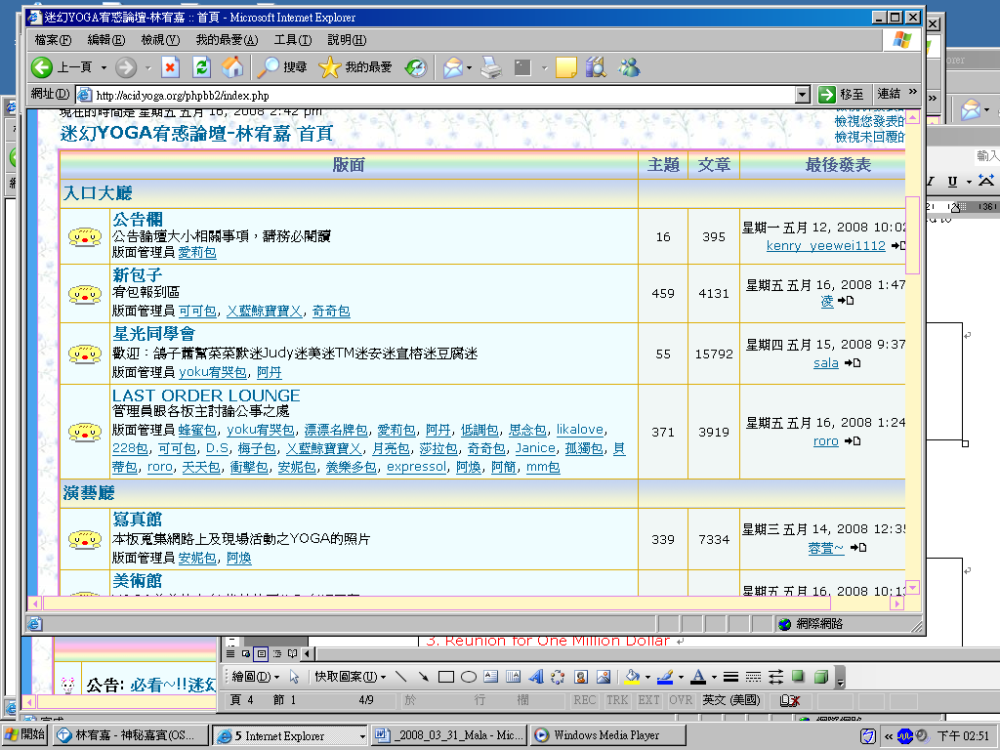 迷幻YOGA宥惑論壇-林宥嘉 :: 首頁 - Microsoft Internet Explorer
檔案(F) 編輯(E) 檢視(V) 我的最愛(A) 工具(T) 說明(H)
上一頁 搜尋 我的最愛
網址(D) http://acidyoga.org/phpbb2/index.php 移至 連結 »
現在的時間是 星期五 五月 16, 2008 2:42 pm
檢視您發表的
迷幻YOGA宥惑論壇-林宥嘉 首頁
檢視未回覆的
版面 主題 文章 最後發表
入口大廳
公告欄
公告論壇大小相關事項，請務必閱讀
版面管理員 愛莉包
16 395 星期一 五月 12, 2008 10:02
kenry_yeewei1112
新包子
宥包報到區
版面管理員 可可包, 乂藍鯨寶寶乂, 奇奇包
459 4131 星期五 五月 16, 2008 1:47
凌
星光同學會
歡迎：鴿子蕭幫菜菜默迷Judy迷美迷TM迷安迷宣榕迷豆腐迷
版面管理員 yoku宥哭包, 阿丹
55 15792 星期四 五月 15, 2008 9:37
sala
LAST ORDER LOUNGE
管理員跟各板主討論公事之處
版面管理員 蜂蜜包, yoku宥哭包, 漂漂名牌包, 愛莉包, 阿丹, 低調包, 思念包, likalove,
228包, 可可包, D.S, 梅子包, 乂藍鯨寶寶乂, 月亮包, 莎拉包, 奇奇包, Janice, 孤獨包, 貝
蒂包, roro, 天天包, 衝擊包, 安妮包, 養樂多包, expressol, 阿煥, 阿簡, mm包
371 3919 星期五 五月 16, 2008 1:24
roro
演藝廳
寫真館
本板蒐集網路上及現場活動之YOGA的照片
版面管理員 安妮包, 阿煥
339 7334 星期三 五月 14, 2008 12:35
蓉萱~
美術館
星期五 五月 16, 2008 10:1
網際網路
輸入
3. Reunion for One Million Dollar
公告: 必看~!!迷幻
繪圖(D) 快取圖案(U)
頁 4 節 1 4/9 於 行 欄 REC TRK EXT OVR 英文 (美國)
開始 林宥嘉 - 神秘嘉賓(OS... 5 Internet Explorer _2008_03_31_Mala - Mic... Windows Media Player « 下午 02:51